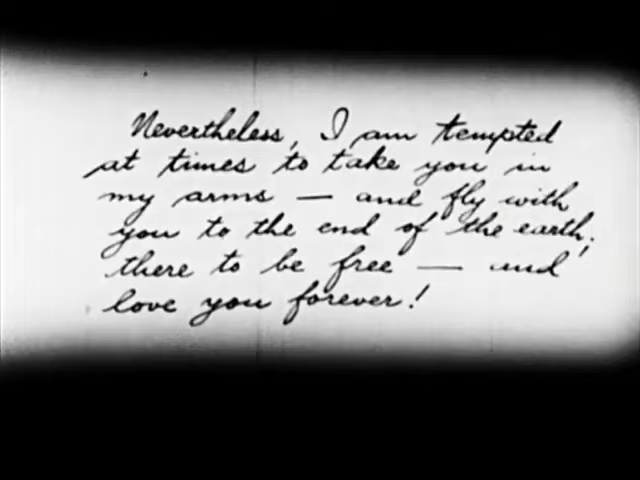 Nevertheless, I am tempted
at times to take you in
my arms — and fly with
you to the end of the earth;
there to be free — and
love you forever!